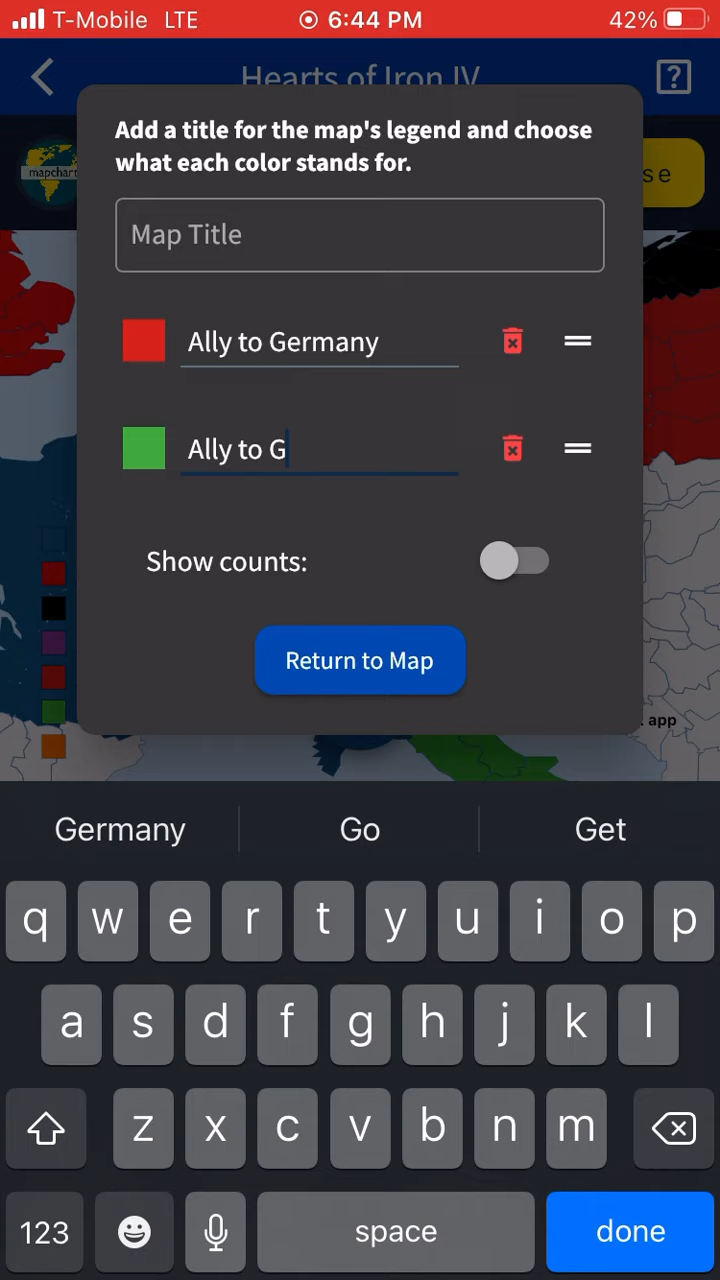 T-Mobile LTE 6:44 PM 42%
Hearts of Iron IV
?
mapchart
se
Add a title for the map's legend and choose
what each color stands for.
Map Title
Ally to Germany
Ally to G
Show counts:
Return to Map
app
Germany Go Get
q w e r t y u i o p
a s d f g h j k l
z x c v b n m
123 space done